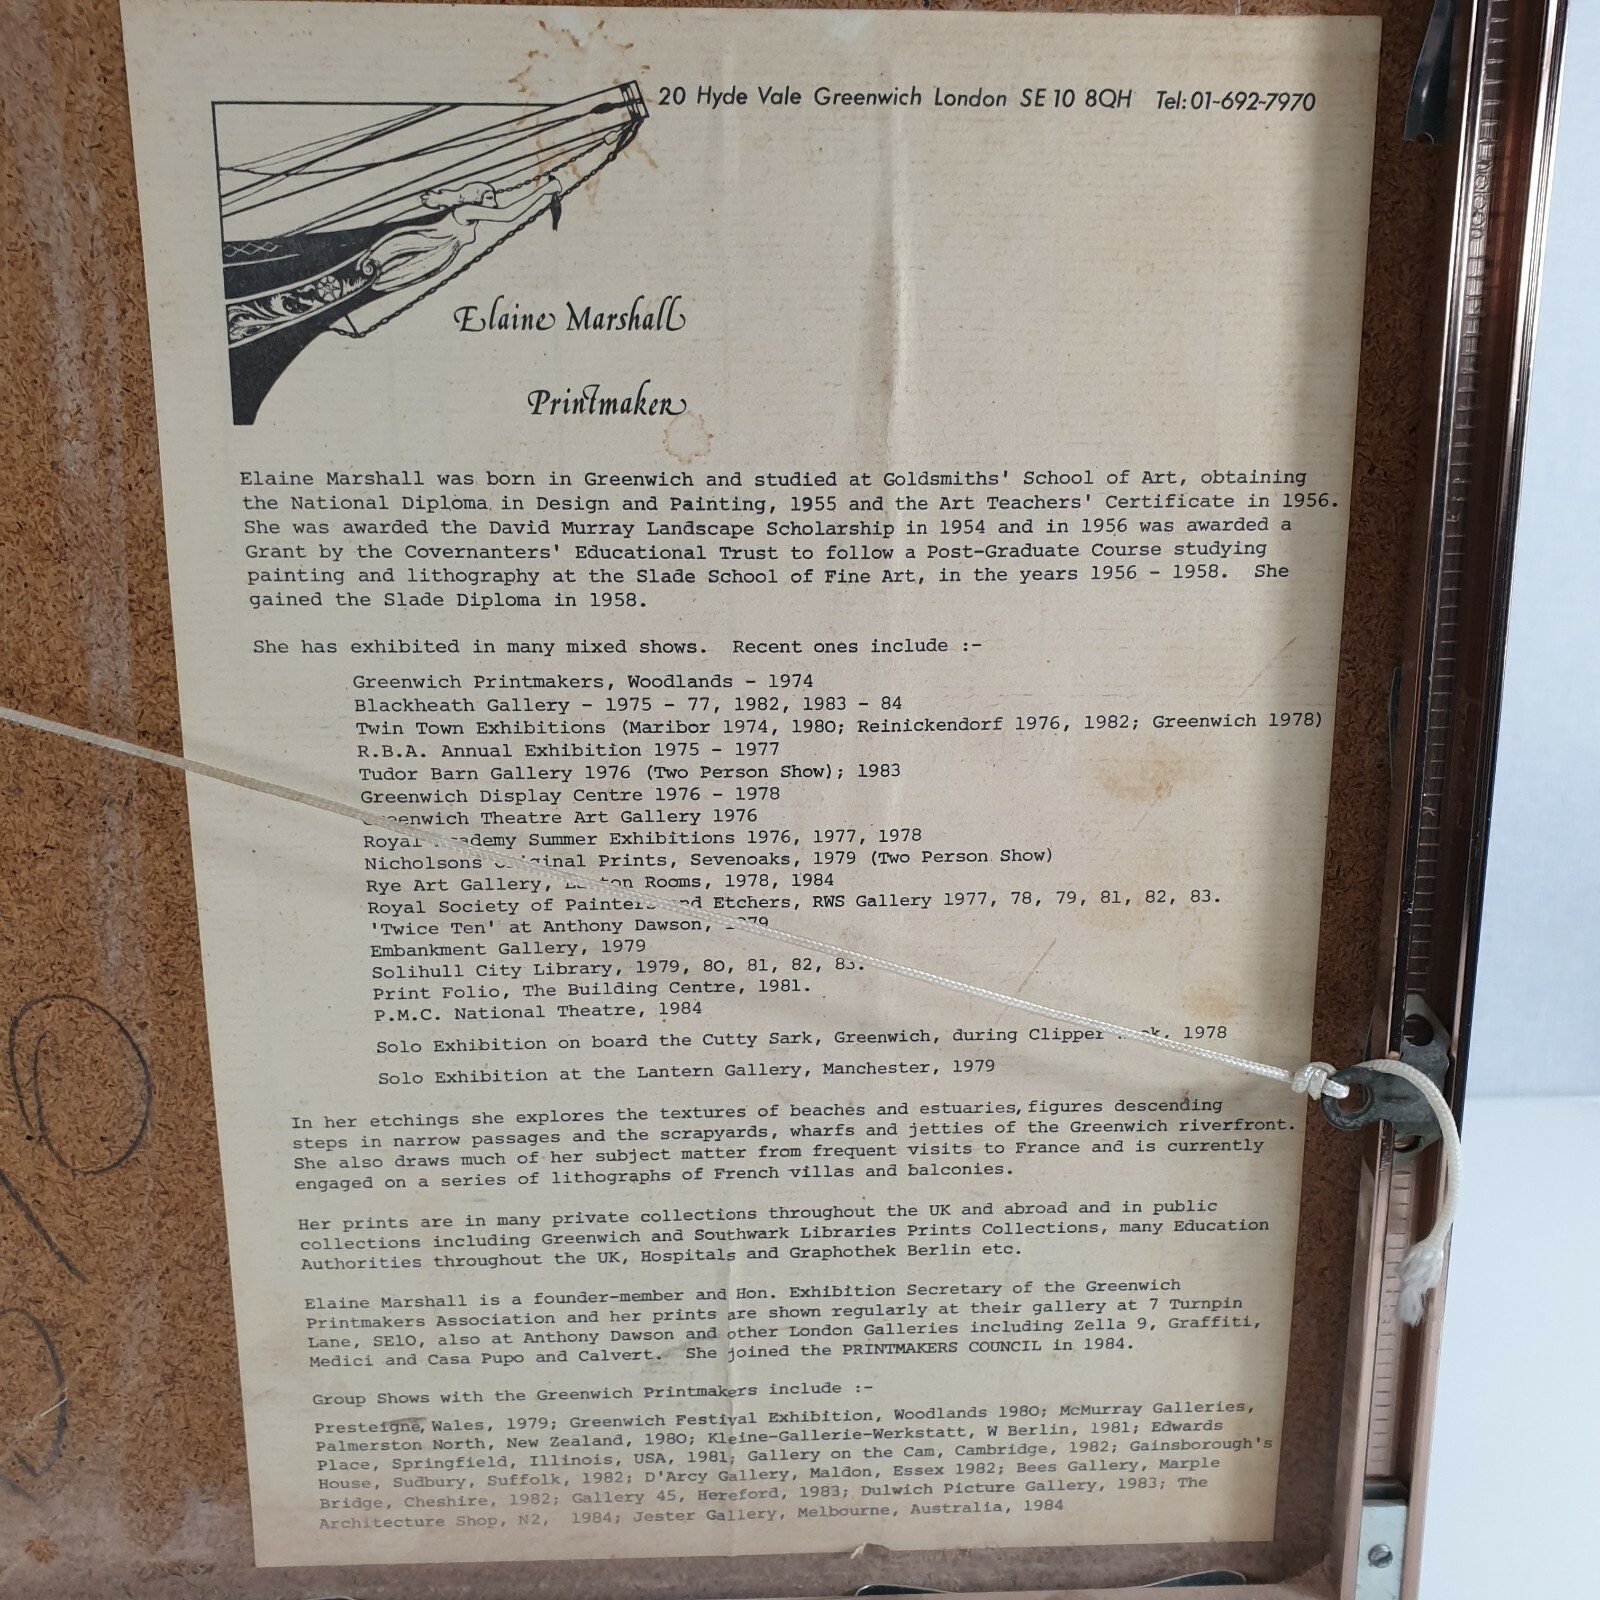 20 Hyde Vale Greenwich London SE10 8QH Tel: 01-692-7970
Elaine Marshall
Printmaker
Elaine Marshall was born in Greenwich and studied at Goldsmiths' School of Art, obtaining
the National Diploma in Design and Painting, 1955 and the Art Teachers' Certificate in 1956.
She was awarded the David Murray Landscape Scholarship in 1954 and in 1956 was awarded a
Grant by the Covernanters' Educational Trust to follow a Post-Graduate Course studying
painting and lithography at the Slade School of Fine Art, in the years 1956 - 1958. She
gained the Slade Diploma in 1958.
She has exhibited in many mixed shows. Recent ones include :-
Greenwich Printmakers, Woodlands - 1974
Blackheath Gallery - 1975 - 77, 1982, 1983 - 84
Twin Town Exhibitions (Maribor 1974, 1980; Reinickendorf 1976, 1982; Greenwich 1978)
R.B.A. Annual Exhibition 1975 - 1977
Tudor Barn Gallery 1976 (Two Person Show); 1983
Greenwich Display Centre 1976 - 1978
Greenwich Theatre Art Gallery 1976
Royal Academy Summer Exhibitions 1976, 1977, 1978
Nicholsons Original Prints, Sevenoaks, 1979 (Two Person Show)
Rye Art Gallery, Rooms, 1978, 1984
Royal Society of Painters and Etchers, RWS Gallery 1977, 78, 79, 81, 82, 83.
'Twice Ten' at Anthony Dawson, 1979
Embankment Gallery, 1979
Solihull City Library, 1979, 80, 81, 82, 83.
Print Folio, The Building Centre, 1981.
P.M.C. National Theatre, 1984
Solo Exhibition on board the Cutty Sark, Greenwich, during Clipper Week, 1978
Solo Exhibition at the Lantern Gallery, Manchester, 1979
In her etchings she explores the textures of beaches and estuaries, figures descending
steps in narrow passages and the scrapyards, wharfs and jetties of the Greenwich riverfront.
She also draws much of her subject matter from frequent visits to France and is currently
engaged on a series of lithographs of French villas and balconies.
Her prints are in many private collections throughout the UK and abroad and in public
collections including Greenwich and Southwark Libraries Prints Collections, many Education
Authorities throughout the UK, Hospitals and Graphothek Berlin etc.
Elaine Marshall is a founder-member and Hon. Exhibition Secretary of the Greenwich
Printmakers Association and her prints are shown regularly at their gallery at 7 Turnpin
Lane, SE10, also at Anthony Dawson and other London Galleries including Zella 9, Graffiti,
Medici and Casa Pupo and Calvert. She joined the PRINTMAKERS COUNCIL in 1984.
Group Shows with the Greenwich Printmakers include :-
Presteigne, Wales, 1979; Greenwich Festival Exhibition, Woodlands 1980; McMurray Galleries,
Palmerston North, New Zealand, 1980; Kleine-Gallerie-Werkstatt, W Berlin, 1981; Edwards
Place, Springfield, Illinois, USA, 1981; Gallery on the Cam, Cambridge, 1982; Gainsborough's
House, Sudbury, Suffolk, 1982; D'Arcy Gallery, Maldon, Essex 1982; Bees Gallery, Marple
Bridge, Cheshire, 1982; Gallery 45, Hereford, 1983; Dulwich Picture Gallery, 1983; The
Architecture Shop, N2, 1984; Jester Gallery, Melbourne, Australia, 1984